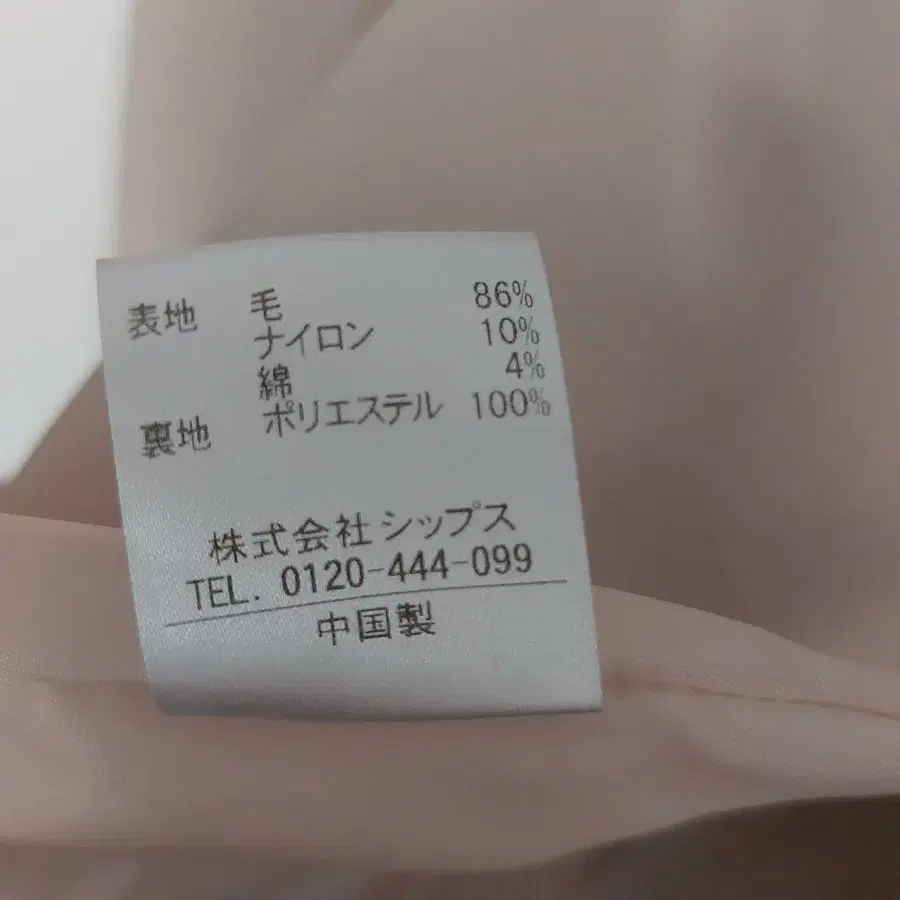 表地 毛 86%
ナイロン 10%
綿 4%
裏地 ポリエステル 100%
株式会社 シップス
TEL. 0120-444-099
中国製